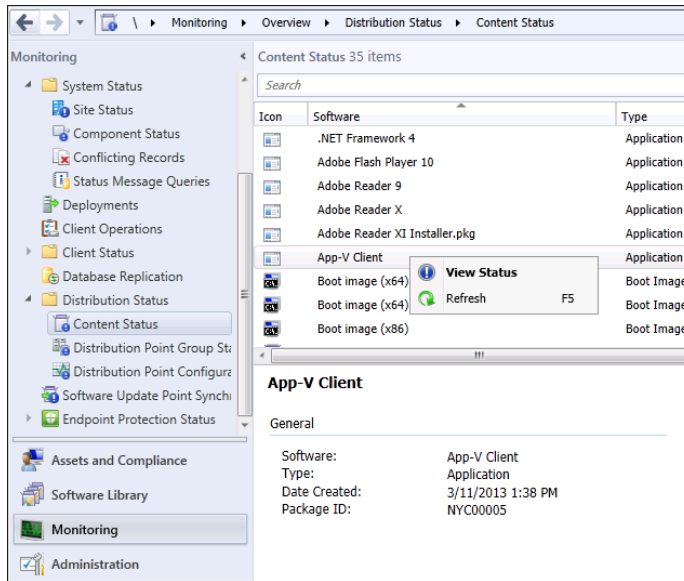 \ Monitoring Overview Distribution Status Content Status
Monitoring
System Status
Site Status
Component Status
Conflicting Records
Status Message Queries
Deployments
Client Operations
Client Status
Database Replication
Distribution Status
Content Status
Distribution Point Group Sta
Distribution Point Configura
Software Update Point Synchr
Endpoint Protection Status
Assets and Compliance
Software Library
Monitoring
Administration
Content Status 35 items
Search
Icon Software Type
.NET Framework 4 Application
Adobe Flash Player 10 Application
Adobe Reader 9 Application
Adobe Reader X Application
Adobe Reader XI Installer.pkg Application
App-V Client Application
Boot image (x64) Boot Image
Boot image (x64) Boot Image
Boot image (x86) Boot Image
View Status
Refresh F5
App-V Client
General
Software: App-V Client
Type: Application
Date Created: 3/11/2013 1:38 PM
Package ID: NYC00005